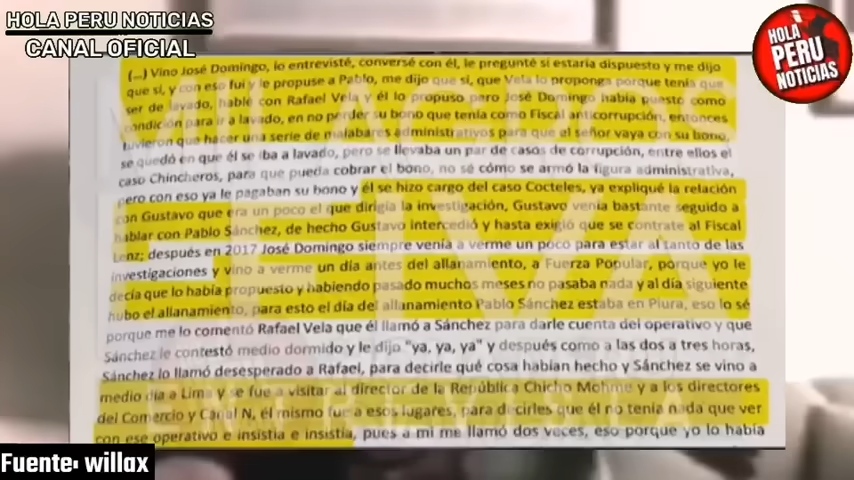 HOLA PERU NOTICIAS
CANAL OFICIAL
HOLA
PERU
NOTICIAS
(...) Vino José Domingo, lo entrevisté, conversé con él, le pregunté si estaría dispuesto y me dijo
que sí, y con eso fui y le propuse a Pablo, me dijo que sí, que Vela lo proponga porque tenía que
ser de lavado, hablé con Rafael Vela y él lo propuso pero José Domingo había puesto como
condición para ir a lavado, en no perder su bono que tenía como Fiscal anticorrupción, entonces
tuvieron que hacer una serie de malabares administrativos para que el señor vaya con su bono,
se quedó en que él se iba a lavado, pero se llevaba un par de casos de corrupción, entre ellos el
caso Chincheros, para que pueda cobrar el bono, no sé cómo se armó la figura administrativa,
pero con eso ya le pagaban su bono y él se hizo cargo del caso Cocteles, ya expliqué la relación
con Gustavo que era un poco el que dirigía la investigación, Gustavo venía bastante seguido a
hablar con Pablo Sánchez, de hecho Gustavo intercedió y hasta exigió que se contrate al Fiscal
Lenz; después en 2017 José Domingo siempre venía a verme un poco para estar al tanto de las
investigaciones y vino a verme un día antes del allanamiento, a Fuerza Popular, porque yo le
decía que lo había propuesto y habiendo pasado muchos meses no pasaba nada y al día siguiente
hubo el allanamiento, para esto el día del allanamiento Pablo Sánchez estaba en Piura, eso lo sé
porque me lo comentó Rafael Vela que él llamó a Sánchez para darle cuenta del operativo y que
Sánchez le contestó medio dormido y le dijo "ya, ya, ya" y después como a las dos a tres horas,
Sánchez lo llamó desesperado a Rafael, para decirle qué cosa habían hecho y Sánchez se vino a
medio día a Lima y se fue a visitar al director de la República Chicho Mohme y a los directores
del Comercio y Canal N, él mismo fue a esos lugares, para decirles que él no tenía nada que ver
con ese operativo e insistía e insistía, pues a mi me llamó dos veces, eso porque yo lo había
Fuente: willax